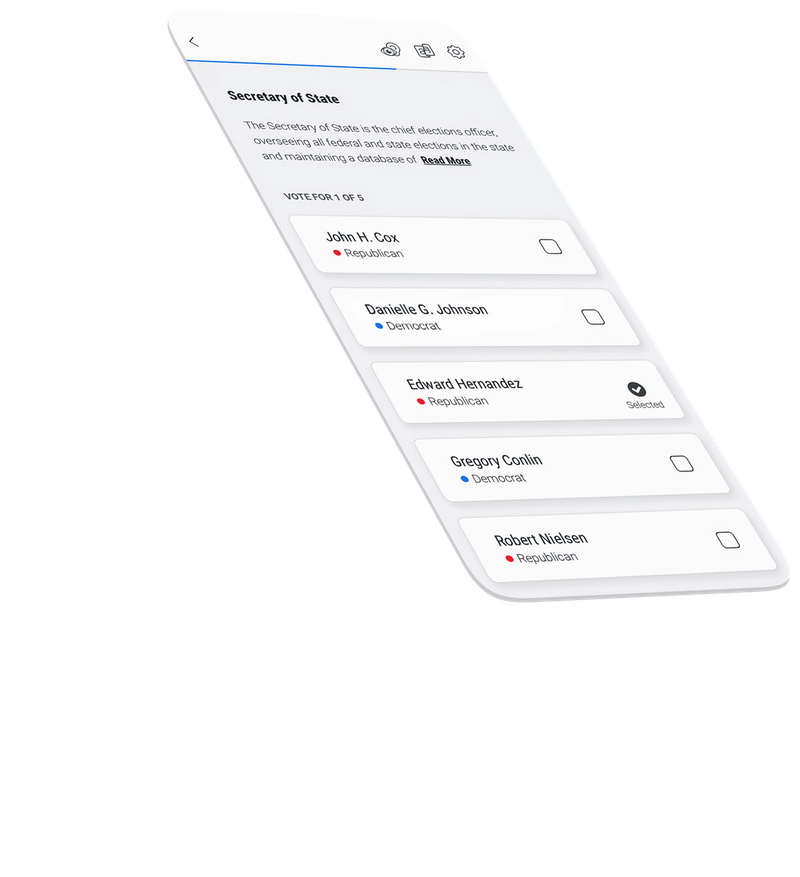 Secretary of State
The Secretary of State is the chief elections officer,
overseeing all federal and state elections in the state
and maintaining a database of Read More
VOTE FOR 1 OF 5
John H. Cox
Republican
Danielle G. Johnson
Democrat
Edward Hernandez
Republican
Selected
Gregory Conlin
Democrat
Robert Nielsen
Republican